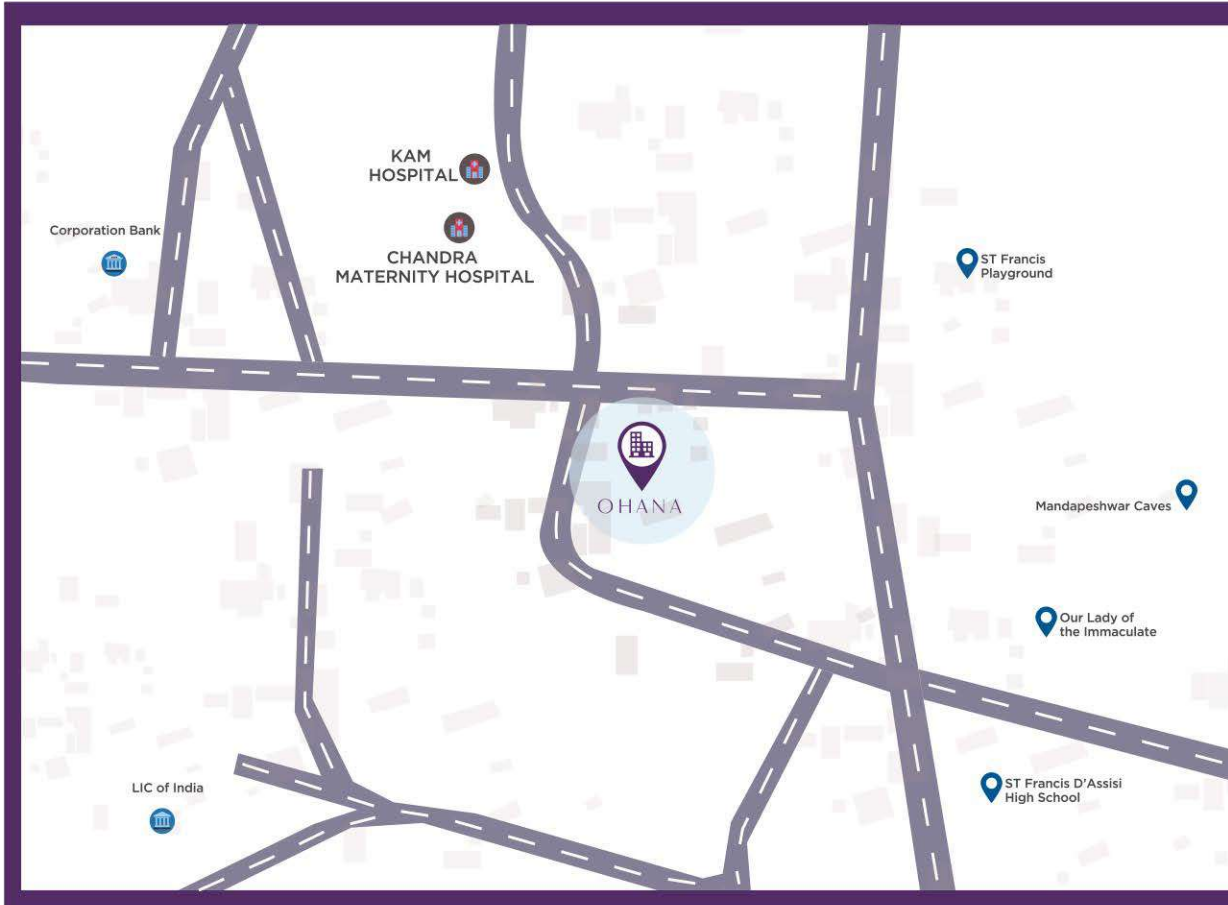 KAM
HOSPITAL
Corporation Bank
CHANDRA
MATERNITY HOSPITAL
ST Francis
Playground
OHANA
Mandapeshwar Caves
Our Lady of
the Immaculate
LIC of India
ST Francis D'Assisi
High School